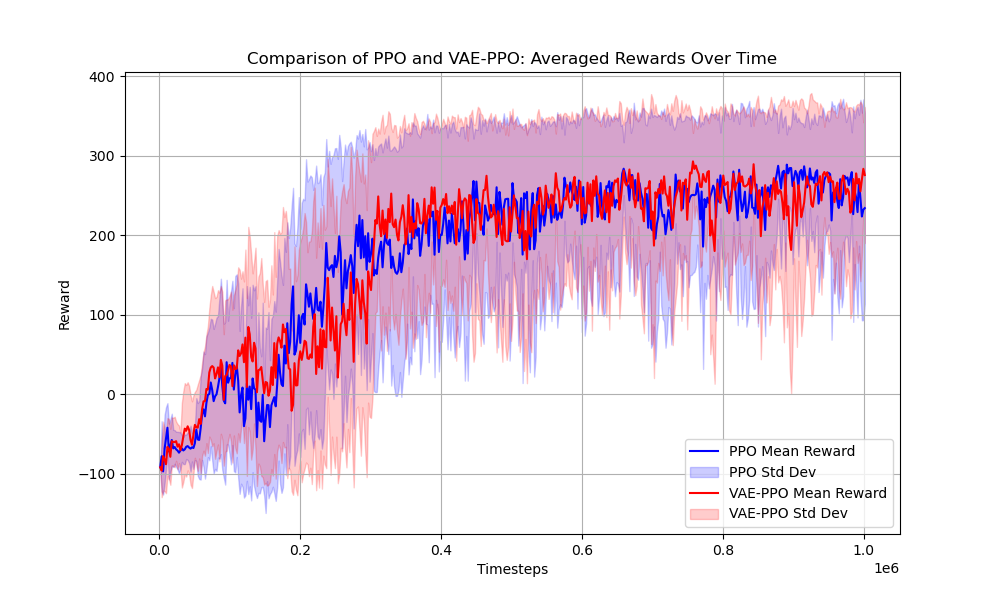 Comparison of PPO and VAE-PPO: Averaged Rewards Over Time
Reward
400
300
200
100
0
−100
0.0 0.2 0.4 0.6 0.8 1.0
1e6
Timesteps
PPO Mean Reward
PPO Std Dev
VAE-PPO Mean Reward
VAE-PPO Std Dev